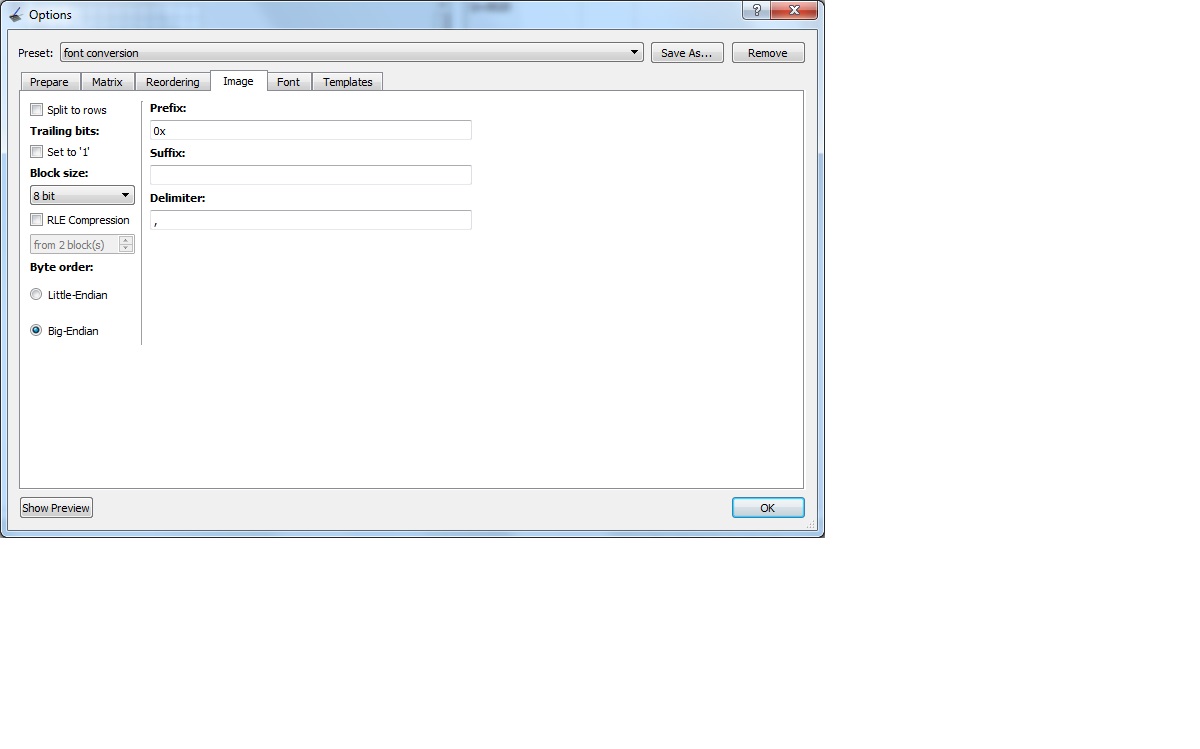 Options
Preset: font conversion Save As... Remove
Prepare Matrix Reordering Image Font Templates
Split to rows
Trailing bits:
Set to '1'
Block size:
8 bit
RLE Compression
from 2 block(s)
Byte order:
Little-Endian
Big-Endian
Prefix:
0x
Suffix:
Delimiter:
,
Show Preview OK